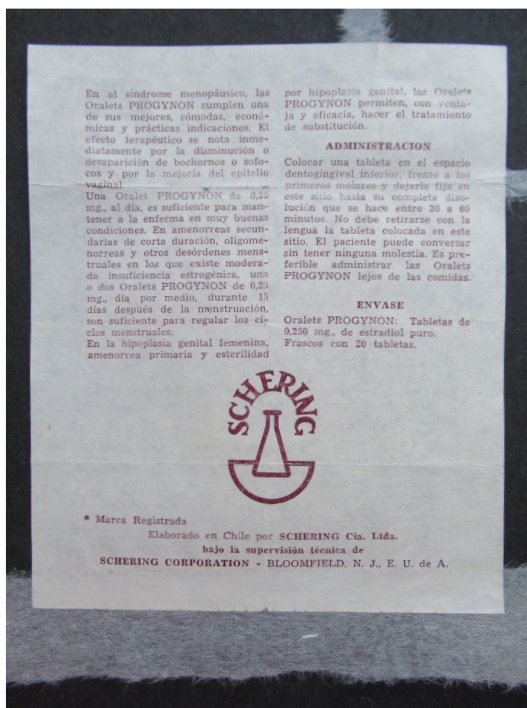 En el síndrome menopáusico, las
Oralets PROGYNON cumplen una
de sus mejores, cómodas, econó-
micas y prácticas indicaciones. El
efecto terapéutico se nota inme-
diatamente por la disminución o
desaparición de bochornos o sofo-
cos y por la mejoría del epitelio
vaginal
Una Oralet PROGYNON de 0,25
mg., al día, es suficiente para man-
tener a la enferma en muy buenas
condiciones. En amenorreas secun-
darias de corta duración, oligome-
norreas y otros desórdenes mens-
truales en los que existe modera-
da insuficiencia estrogénica, una
o dos Oralets PROGYNON de 0,25
mg., día por medio, durante 15
días después de la menstruación,
son suficiente para regular los ci-
clos menstruales.
En la hipoplasia genital femenina,
amenorrea primaria y esterilidad
por hipoplasia genital, las Oralets
PROGYNON permiten, con venta-
ja y eficacia, hacer el tratamiento
de substitución.
ADMINISTRACION
Colocar una tableta en el espacio
dentogingival inferior, frente a los
primeros molares y dejarla fija en
este sitio hasta su completa diso-
lución que se hace entre 30 a 60
minutos. No debe retirarse con la
lengua la tableta colocada en este
sitio. El paciente puede conversar
sin tener ninguna molestia. Es pre-
ferible administrar las Oralets
PROGYNON lejos de las comidas.
ENVASE
Oralets PROGYNON: Tabletas de
0,250 mg., de estradiol puro.
Frascos con 20 tabletas.
SCHERING
* Marca Registrada
Elaborado en Chile por SCHERING Cía. Ltda.
bajo la supervisión técnica de
SCHERING CORPORATION - BLOOMFIELD, N. J., E. U. de A.